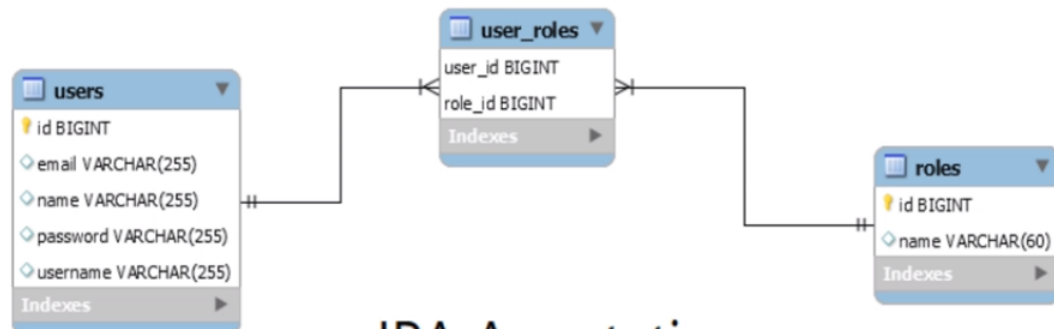 user_roles
user_id BIGINT
role_id BIGINT
Indexes
users
id BIGINT
email VARCHAR(255)
name VARCHAR(255)
password VARCHAR(255)
username VARCHAR(255)
Indexes
roles
id BIGINT
name VARCHAR(60)
Indexes